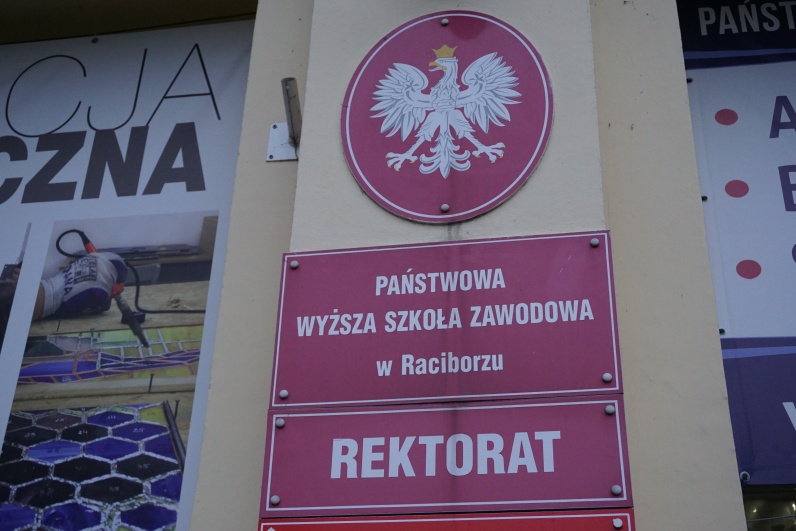 CJA
CZNA
PAŃSTWOWA
WYŻSZA SZKOŁA ZAWODOWA
w Raciborzu
REKTORAT
PAŃST
A